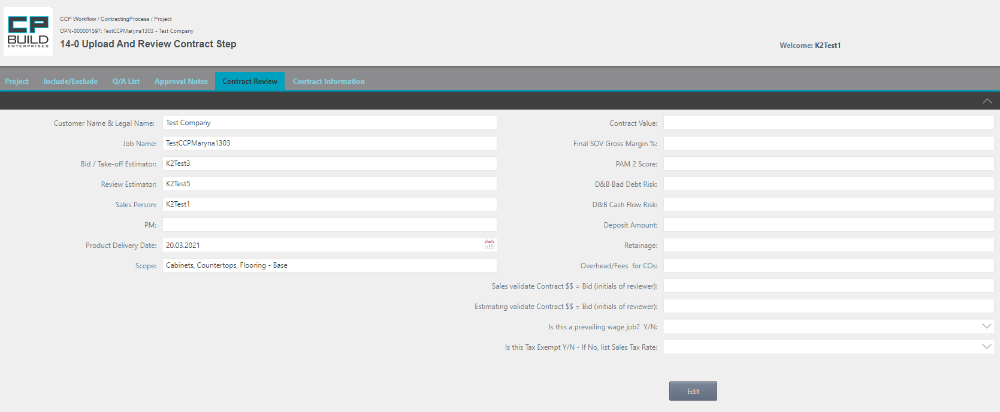 CP
BUILD
ENTERPRISES
CCP Workflow / ContractingProcess / Project
OPN-000001597: TestCCPMaryna1303 - Test Company
14-0 Upload And Review Contract Step
Welcome: K2Test1
Project Include/Exclude Q/A List Approval Notes Contract Review Contract Information
Customer Name & Legal Name: Test Company
Job Name: TestCCPMaryna1303
Bid / Take-off Estimator: K2Test3
Review Estimator: K2Test5
Sales Person: K2Test1
PM:
Product Delivery Date: 20.03.2021
Scope: Cabinets, Countertops, Flooring - Base
Contract Value:
Final SOV Gross Margin %:
PAM 2 Score:
D&B Bad Debt Risk:
D&B Cash Flow Risk:
Deposit Amount:
Retainage:
Overhead/Fees  for COs:
Sales validate Contract $$ = Bid (initials of reviewer):
Estimating validate Contract $$ = Bid (initials of reviewer):
Is this a prevailing wage job?  Y/N:
Is this Tax Exempt Y/N - If No, list Sales Tax Rate:
Edit